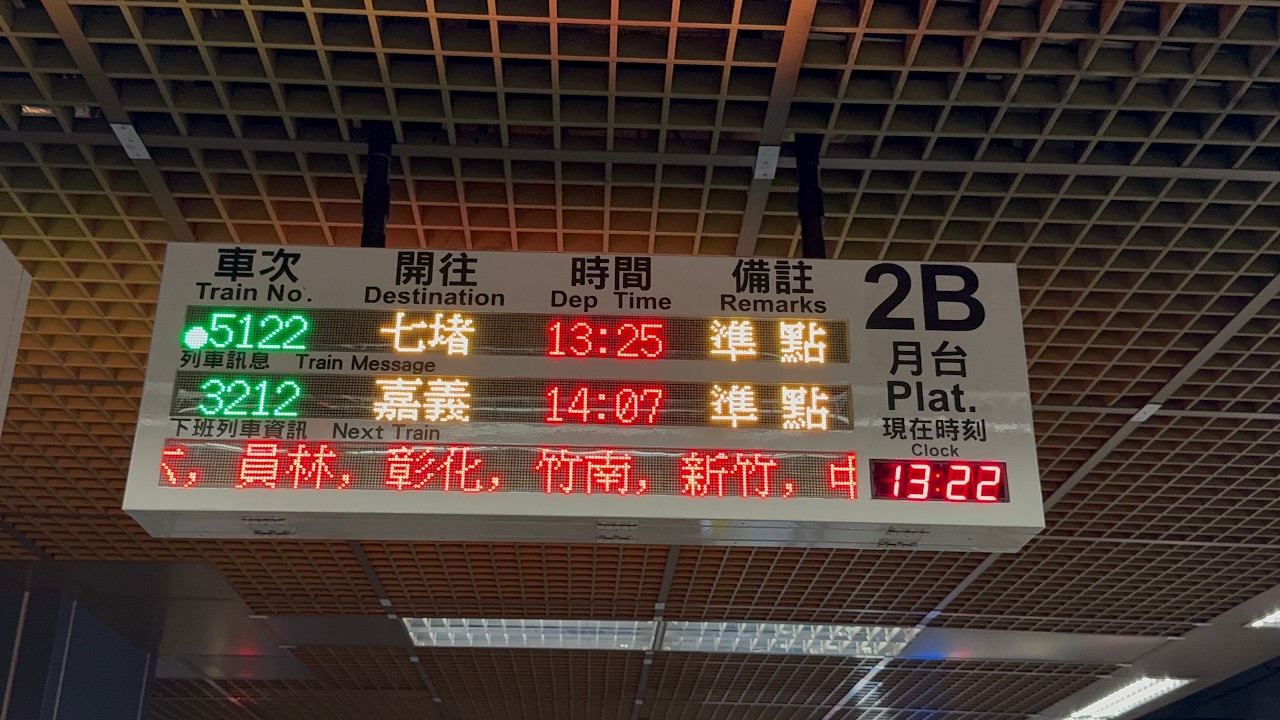 車次 開往 時間 備註
Train No. Destination Dep Time Remarks
5122 七堵 13:25 準點
列車訊息 Train Message
3212 嘉義 14:07 準點
下班列車資訊 Next Train
，員林，彰化，竹南，新竹，
2B
月台
Plat.
現在時刻
Clock
13:22